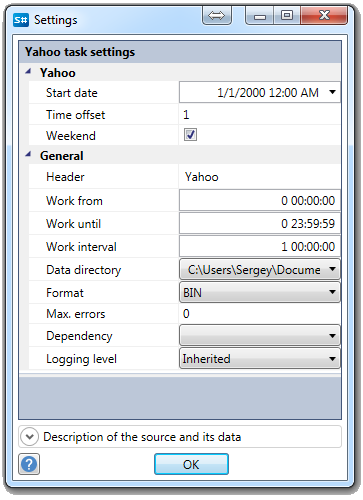 S# Settings
Yahoo task settings
Yahoo
Start date 1/1/2000 12:00 AM
Time offset 1
Weekend
General
Header Yahoo
Work from 0 00:00:00
Work until 0 23:59:59
Work interval 1 00:00:00
Data directory C:\Users\Sergey\Docume
Format BIN
Max. errors 0
Dependency
Logging level Inherited
Description of the source and its data
? OK